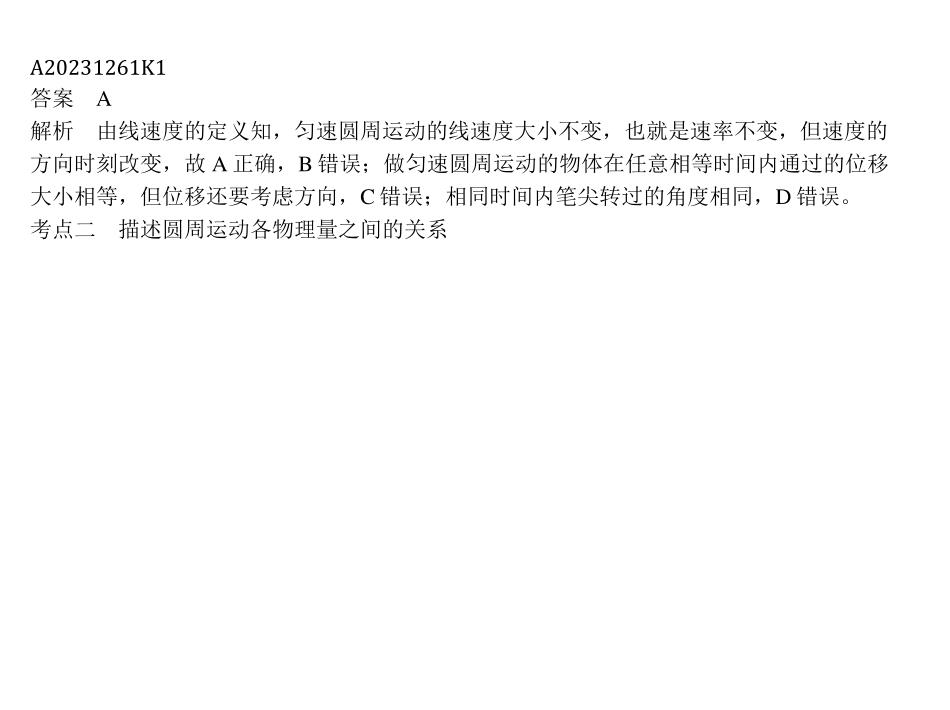 A20231261K1
答案　A
解析　由线速度的定义知，匀速圆周运动的线速度大小不变，也就是速率不变，但速度的
方向时刻改变，故 A 正确，B 错误；做匀速圆周运动的物体在任意相等时间内通过的位移
大小相等，但位移还要考虑方向，C 错误；相同时间内笔尖转过的角度相同，D 错误。
考点二　描述圆周运动各物理量之间的关系